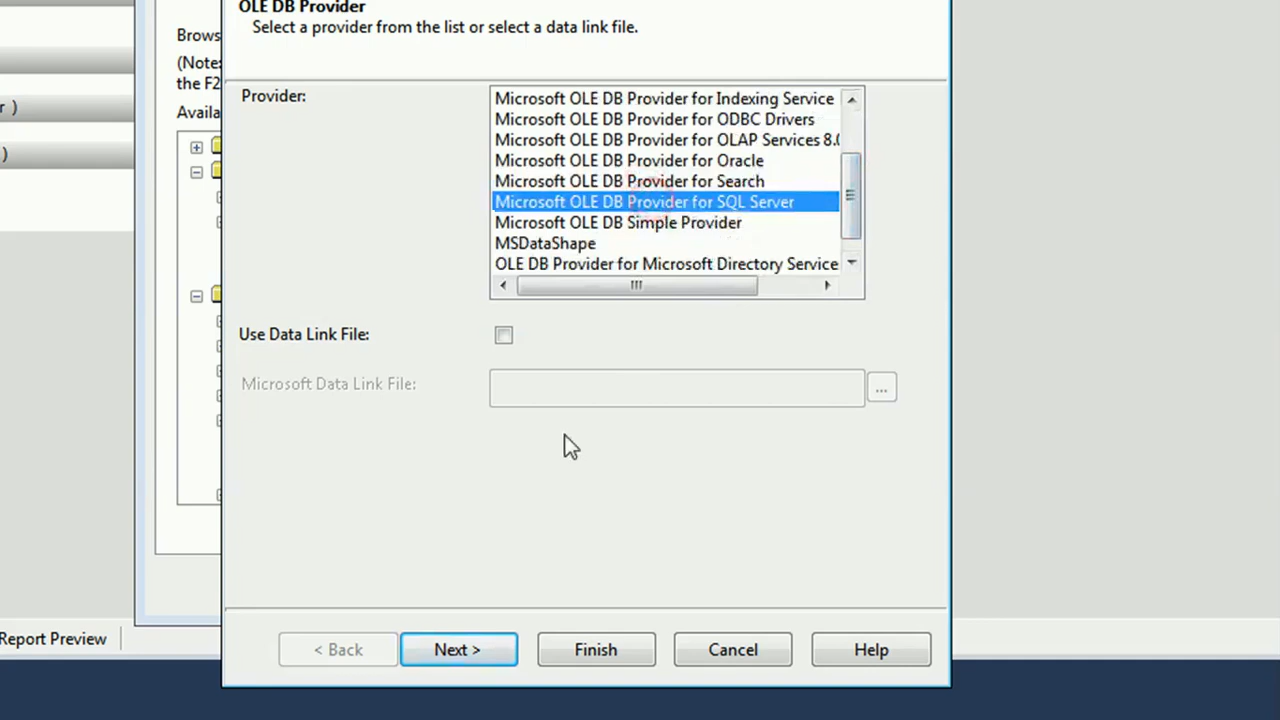 OLE DB Provider
Select a provider from the list or select a data link file.
Brows
(Note:
the F2
Availa
r )
)
Provider:
Microsoft OLE DB Provider for Indexing Service
Microsoft OLE DB Provider for ODBC Drivers
Microsoft OLE DB Provider for OLAP Services 8.0
Microsoft OLE DB Provider for Oracle
Microsoft OLE DB Provider for Search
Microsoft OLE DB Provider for SQL Server
Microsoft OLE DB Simple Provider
MSDataShape
OLE DB Provider for Microsoft Directory Service
Use Data Link File:
Microsoft Data Link File:
...
< Back
Next >
Finish
Cancel
Help
Report Preview